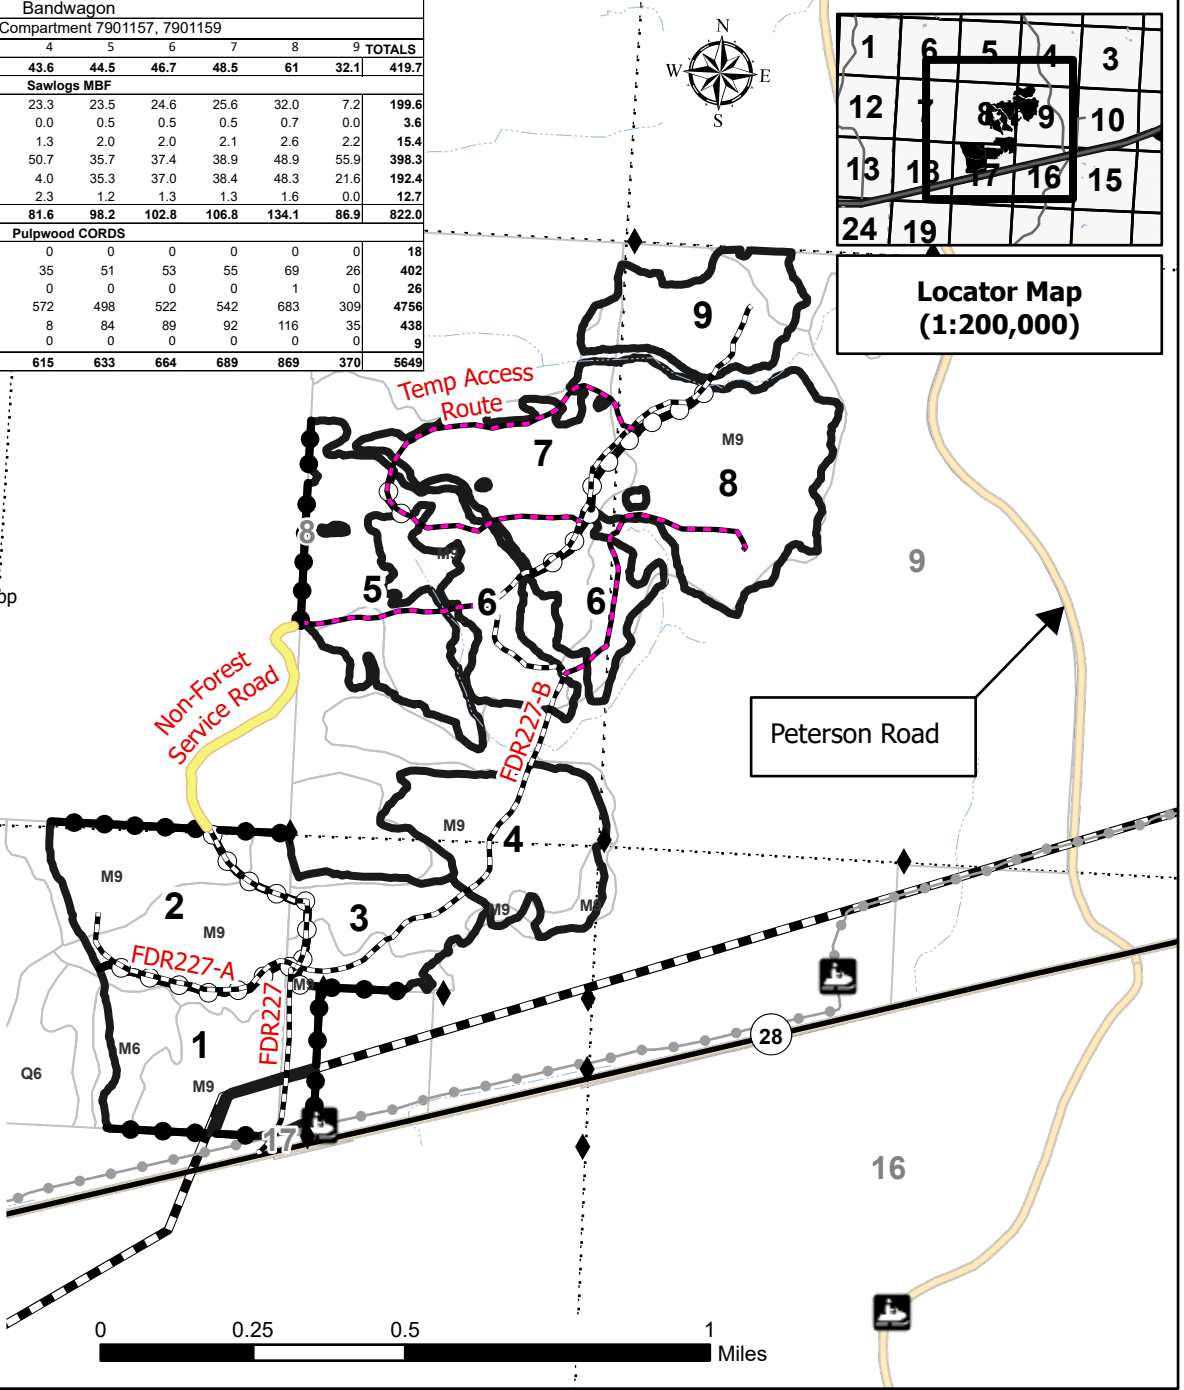 Bandwagon
Compartment 7901157, 7901159
4 5 6 7 8 9 TOTALS
43.6 44.5 46.7 48.5 61 32.1 419.7
Sawlogs MBF
23.3 23.5 24.6 25.6 32.0 7.2 199.6
0.0 0.5 0.5 0.5 0.7 0.0 3.6
1.3 2.0 2.0 2.1 2.6 2.2 15.4
50.7 35.7 37.4 38.9 48.9 55.9 398.3
4.0 35.3 37.0 38.4 48.3 21.6 192.4
2.3 1.2 1.3 1.3 1.6 0.0 12.7
81.6 98.2 102.8 106.8 134.1 86.9 822.0
Pulpwood CORDS
0 0 0 0 0 0 18
35 51 53 55 69 26 402
0 0 0 0 1 0 26
572 498 522 542 683 309 4756
8 84 89 92 116 35 438
0 0 0 0 0 0 9
615 633 664 689 869 370 5649
N
W E
S
1 6 5 4 3
12 7 8 9 10
13 18 17 16 15
24 19
Locator Map
(1:200,000)
9
Temp Access
Route
7
M9
8
8
M9
9
5
6
6
op
Non-Forest
Service Road
FDR227-B
Peterson Road
M9
4
M9
2
M9
3
M9
FDR227-A
M9
FDR227
1
M6
Q6
M9
28
17
16
0 0.25 0.5 1
Miles